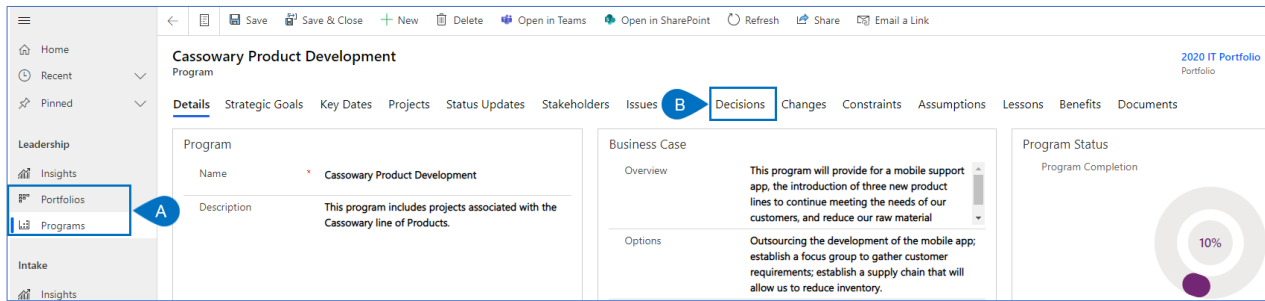 Save
Save & Close
New
Delete
Open in Teams
Open in SharePoint
Refresh
Share
Email a Link
Home
Recent
Pinned
Leadership
Insights
Portfolios
Programs
Intake
Insights
A
Cassowary Product Development
Program
2020 IT Portfolio
Portfolio
Details Strategic Goals Key Dates Projects Status Updates Stakeholders Issues B Decisions Changes Constraints Assumptions Lessons Benefits Documents
Program
Name * Cassowary Product Development
Description This program includes projects associated with the
Cassowary line of Products.
Business Case
Overview This program will provide for a mobile support
app, the introduction of three new product
lines to continue meeting the needs of our
customers, and reduce our raw material
Options Outsourcing the development of the mobile app;
establish a focus group to gather customer
requirements; establish a supply chain that will
allow us to reduce inventory.
Program Status
Program Completion
10%